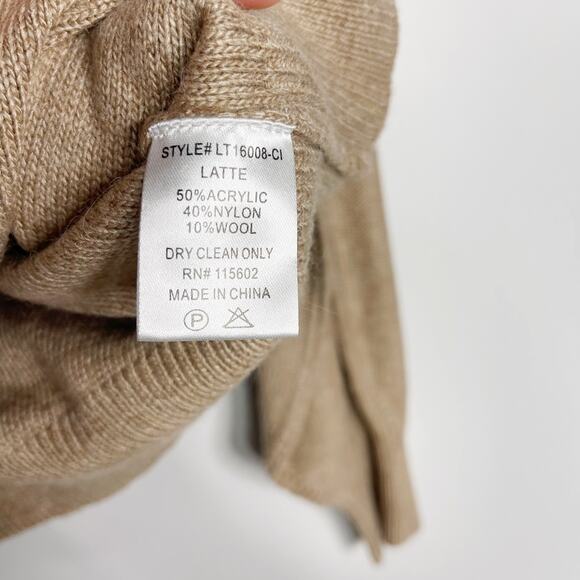 STYLE# LT16008-CI
LATTE
50%ACRYLIC
40%NYLON
10%WOOL
DRY CLEAN ONLY
RN# 115602
MADE IN CHINA
P